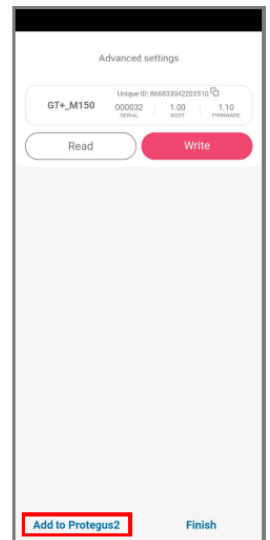 Advanced settings
Unique ID: 866833042203510
GT+_M150 000032 1.00 1.10
SERIAL BOOT FIRMWARE
Read Write
Add to Protegus2 Finish